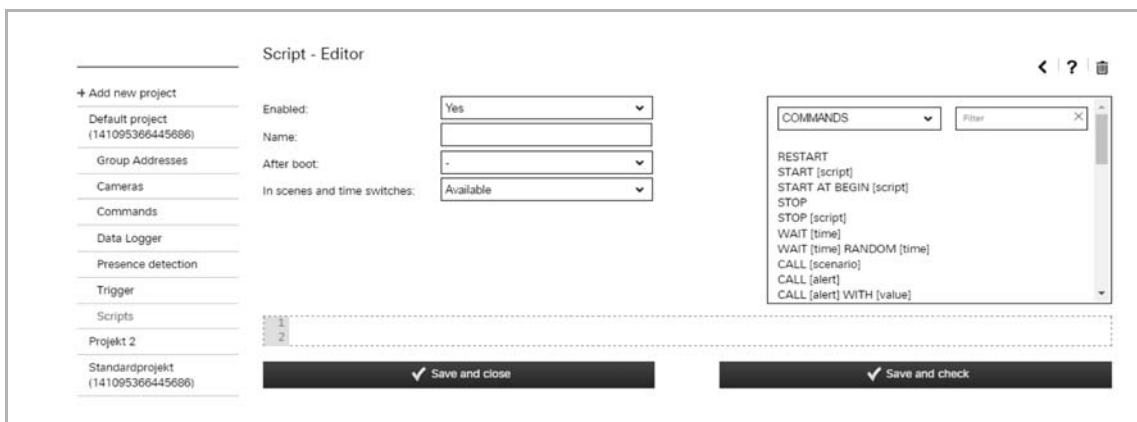 Script - Editor
?
+ Add new project
Default project
(141095366445686)
Group Addresses
Cameras
Commands
Data Logger
Presence detection
Trigger
Scripts
Projekt 2
Standardprojekt
(141095366445686)
Enabled:
Yes
Name:
After boot:
-
In scenes and time switches:
Available
COMMANDS
Filter
RESTART
START [script]
START AT BEGIN [script]
STOP
STOP [script]
WAIT [time]
WAIT [time] RANDOM [time]
CALL [scenario]
CALL [alert]
CALL [alert] WITH [value]
1
2
Save and close
Save and check